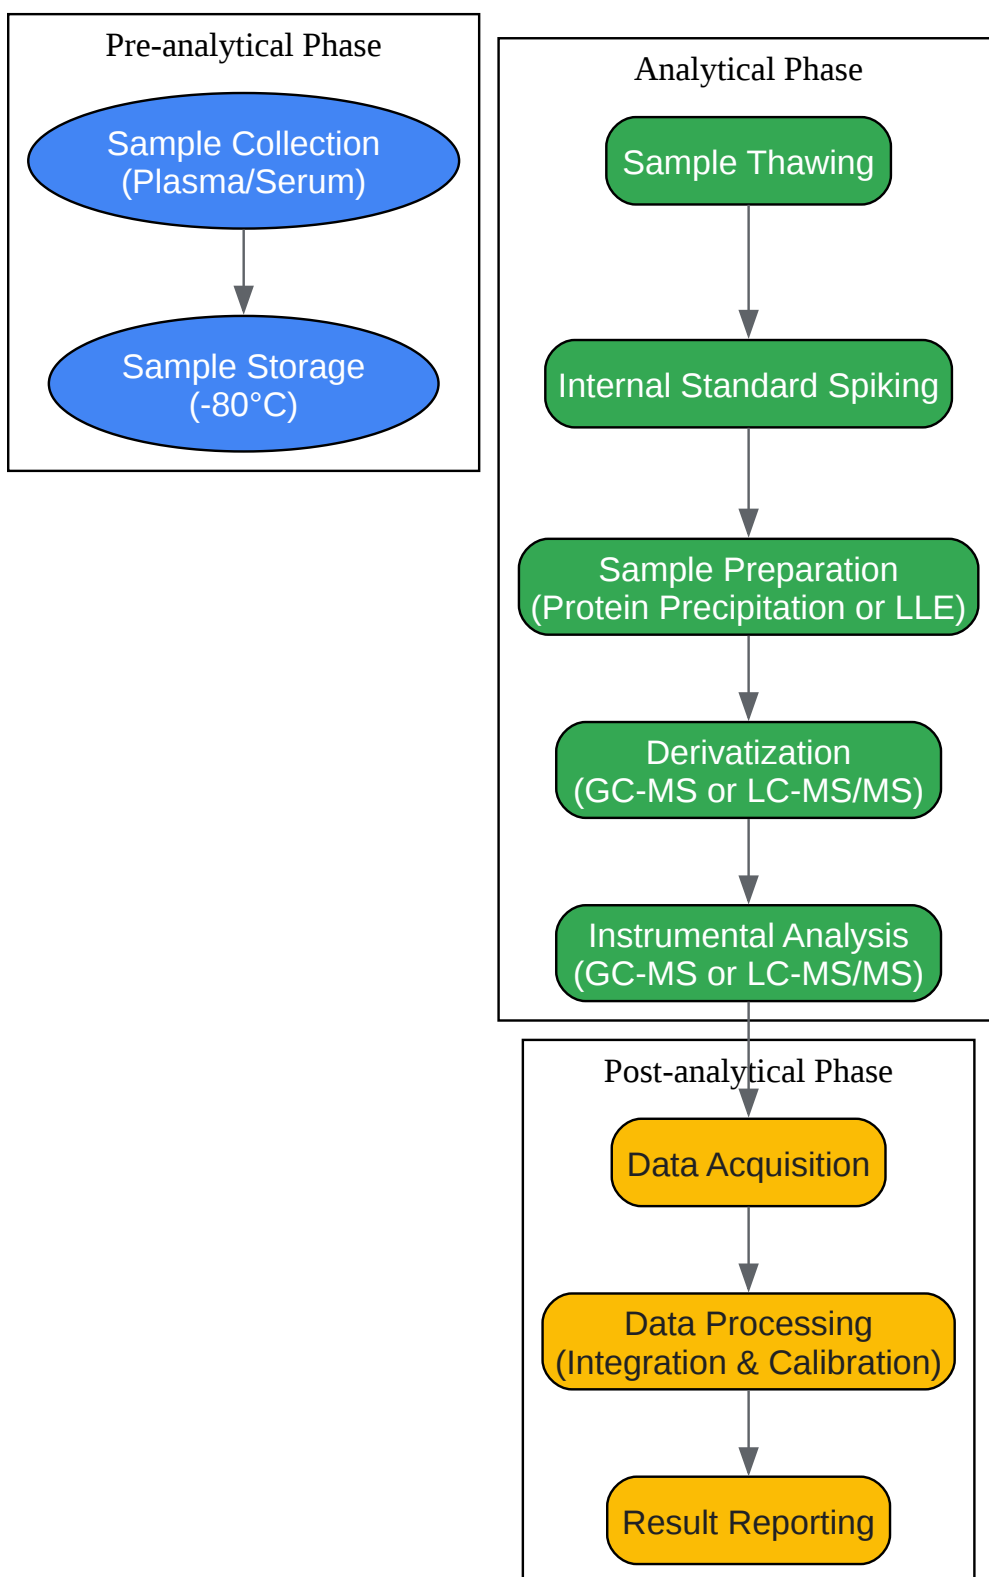 Pre-analytical Phase
Sample Collection
(Plasma/Serum)
Sample Storage
(-80°C)
Analytical Phase
Sample Thawing
Internal Standard Spiking
Sample Preparation
(Protein Precipitation or LLE)
Derivatization
(GC-MS or LC-MS/MS)
Instrumental Analysis
(GC-MS or LC-MS/MS)
Post-analytical Phase
Data Acquisition
Data Processing
(Integration & Calibration)
Result Reporting